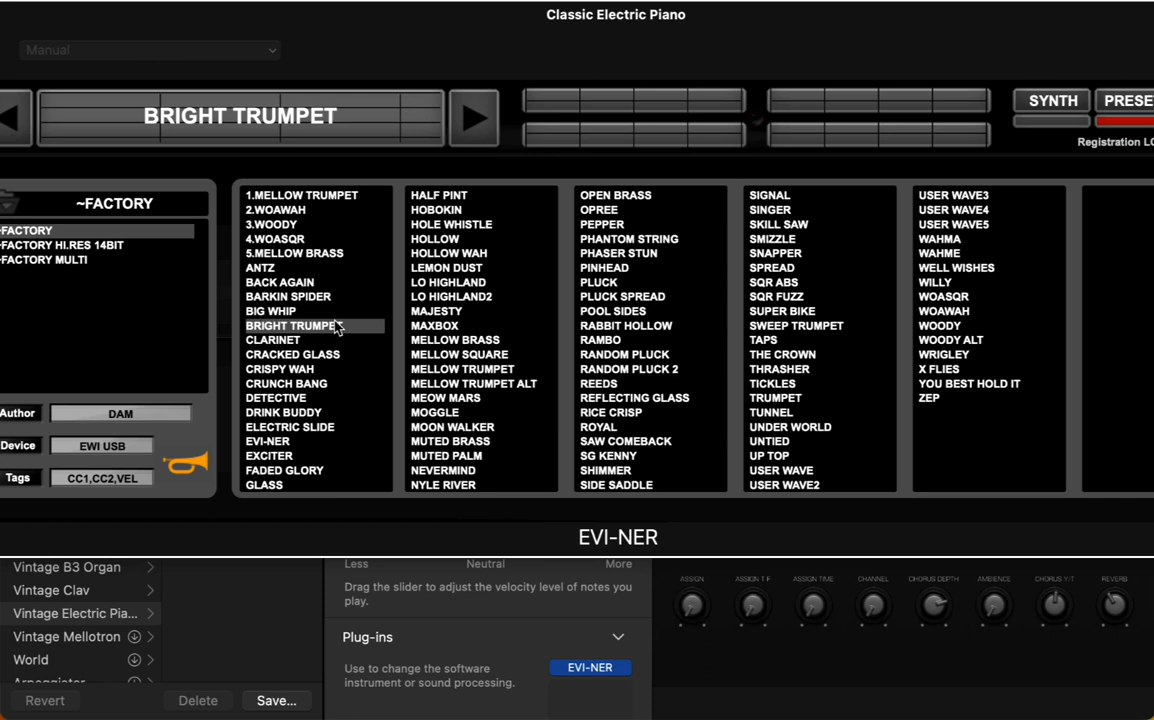 Classic Electric Piano
Manual
BRIGHT TRUMPET
SYNTH
PRESE
Registration LO
~FACTORY
FACTORY
FACTORY HI.RES 14BIT
FACTORY MULTI
Author
DAM
Device
EWI USB
Tags
CC1,CC2,VEL
1.MELLOW TRUMPET
2.WOAWAH
3.WOODY
4.WOASQR
5.MELLOW BRASS
ANTZ
BACK AGAIN
BARKIN SPIDER
BIG WHIP
BRIGHT TRUMPET
CLARINET
CRACKED GLASS
CRISPY WAH
CRUNCH BANG
DETECTIVE
DRINK BUDDY
ELECTRIC SLIDE
EVI-NER
EXCITER
FADED GLORY
GLASS
HALF PINT
HOBOKIN
HOLE WHISTLE
HOLLOW
HOLLOW WAH
LEMON DUST
LO HIGHLAND
LO HIGHLAND2
MAJESTY
MAXBOX
MELLOW BRASS
MELLOW SQUARE
MELLOW TRUMPET
MELLOW TRUMPET ALT
MEOW MARS
MOGGLE
MOON WALKER
MUTED BRASS
MUTED PALM
NEVERMIND
NYLE RIVER
OPEN BRASS
OPREE
PEPPER
PHANTOM STRING
PHASER STUN
PINHEAD
PLUCK
PLUCK SPREAD
POOL SIDES
RABBIT HOLLOW
RAMBO
RANDOM PLUCK
RANDOM PLUCK 2
REEDS
REFLECTING GLASS
RICE CRISP
ROYAL
SAW COMEBACK
SG KENNY
SHIMMER
SIDE SADDLE
SIGNAL
SINGER
SKILL SAW
SMIZZLE
SNAPPER
SPREAD
SQR ABS
SQR FUZZ
SUPER BIKE
SWEEP TRUMPET
TAPS
THE CROWN
THRASHER
TICKLES
TRUMPET
TUNNEL
UNDER WORLD
UNTIED
UP TOP
USER WAVE
USER WAVE2
USER WAVE3
USER WAVE4
USER WAVE5
WAHMA
WAHME
WELL WISHES
WILLY
WOASQR
WOAWAH
WOODY
WOODY ALT
WRIGLEY
X FLIES
YOU BEST HOLD IT
ZEP
EVI-NER
Vintage B3 Organ
Vintage Clav
Vintage Electric Pia...
Vintage Mellotron
World
Arpeggiator
Revert
Delete
Save...
Less
Neutral
More
Drag the slider to adjust the velocity level of notes you
play.
Plug-ins
Use to change the software
instrument or sound processing.
EVI-NER
ASSIGN
ASSIGN TIME
CHANNEL
CHORUS DEPTH
AMBIENCE
REVERB